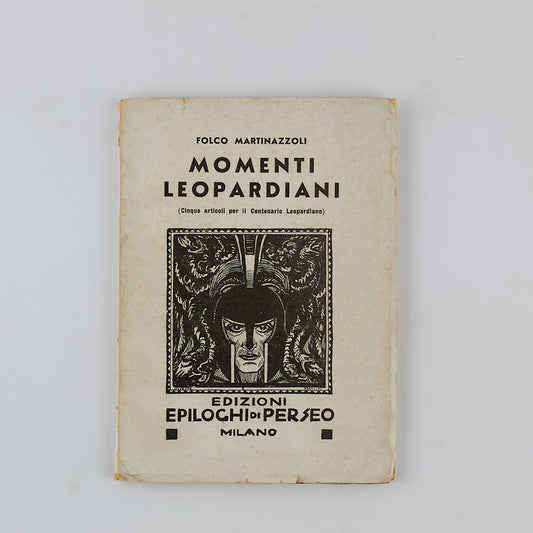 FOLCO MARTINAZZOLI
MOMENTI
LEOPARDIANI
(Cinque articoli per il Centenario Leopardiano)
EDIZIONI
EPILOGHI DI PERSEO
MILANO